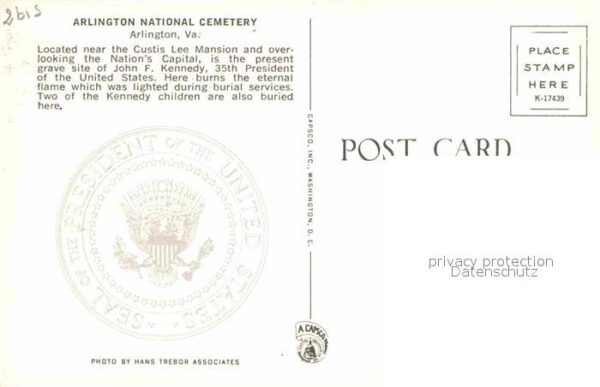 2615
ARLINGTON NATIONAL CEMETERY
Arlington, Va.
Located near the Custis Lee Mansion and over-
looking the Nation's Capital, is the present
grave site of John F. Kennedy, 35th President
of the United States. Here burns the eternal
flame which was lighted during burial services.
Two of the Kennedy children are also buried
here.
SEAL OF THE PRESIDENT OF THE UNITED STATES
PHOTO BY HANS TREBOR ASSOCIATES
CAPSCO, INC., WASHINGTON, D. C.
A CAPSCO
POST CARD
PLACE
STAMP
HERE
K-17439
privacy protection
Datenschutz